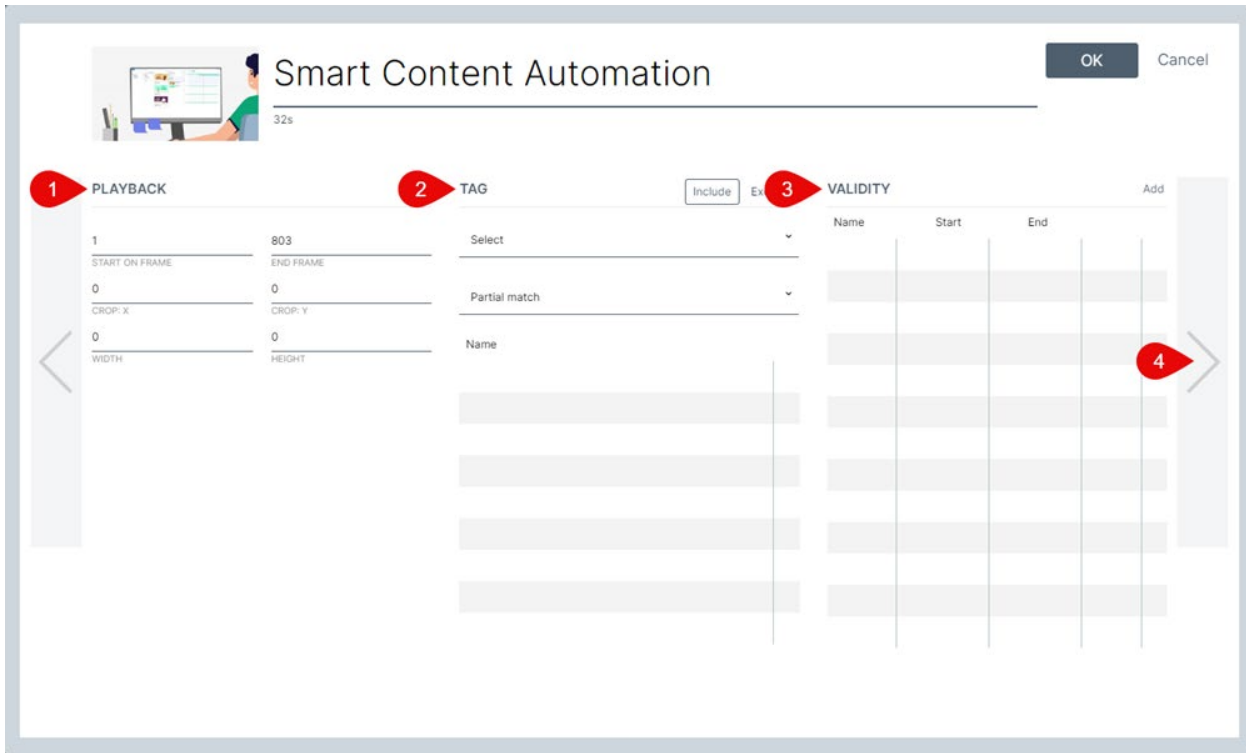 Smart Content Automation
OK
Cancel
32s
1
PLAYBACK
1
803
START ON FRAME
END FRAME
0
0
CROP: X
CROP: Y
0
0
WIDTH
HEIGHT
2
TAG
Include
Select
Partial match
Name
3
VALIDITY
Add
Name
Start
End
4